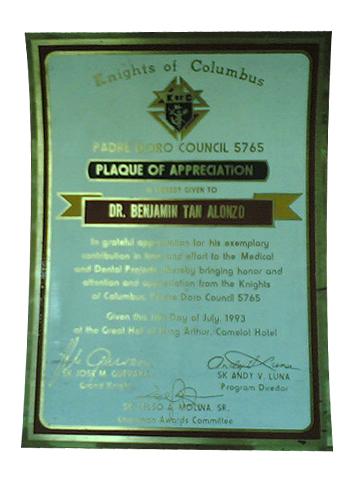 Knights of Columbus
K of C
PADRE DORO COUNCIL 5765
PLAQUE OF APPRECIATION
IS HEREBY GIVEN TO
DR. BENJAMIN TAN ALONZO
In grateful appreciation for his exemplary
contribution in time and effort to the Medical
and Dental Projects thereby bringing honor and
attention and appreciation from the Knights
of Columbus, Padre Doro Council 5765
Given this Day of July, 1993
at the Great Hall of King Arthur, Camelot Hotel
SK JOSE M. GUEVARA
SK ANDY V. LUNA
Grand Knight
Program Director
SK CELSO A. MOLINA, SR.
Chairman Awards Committee